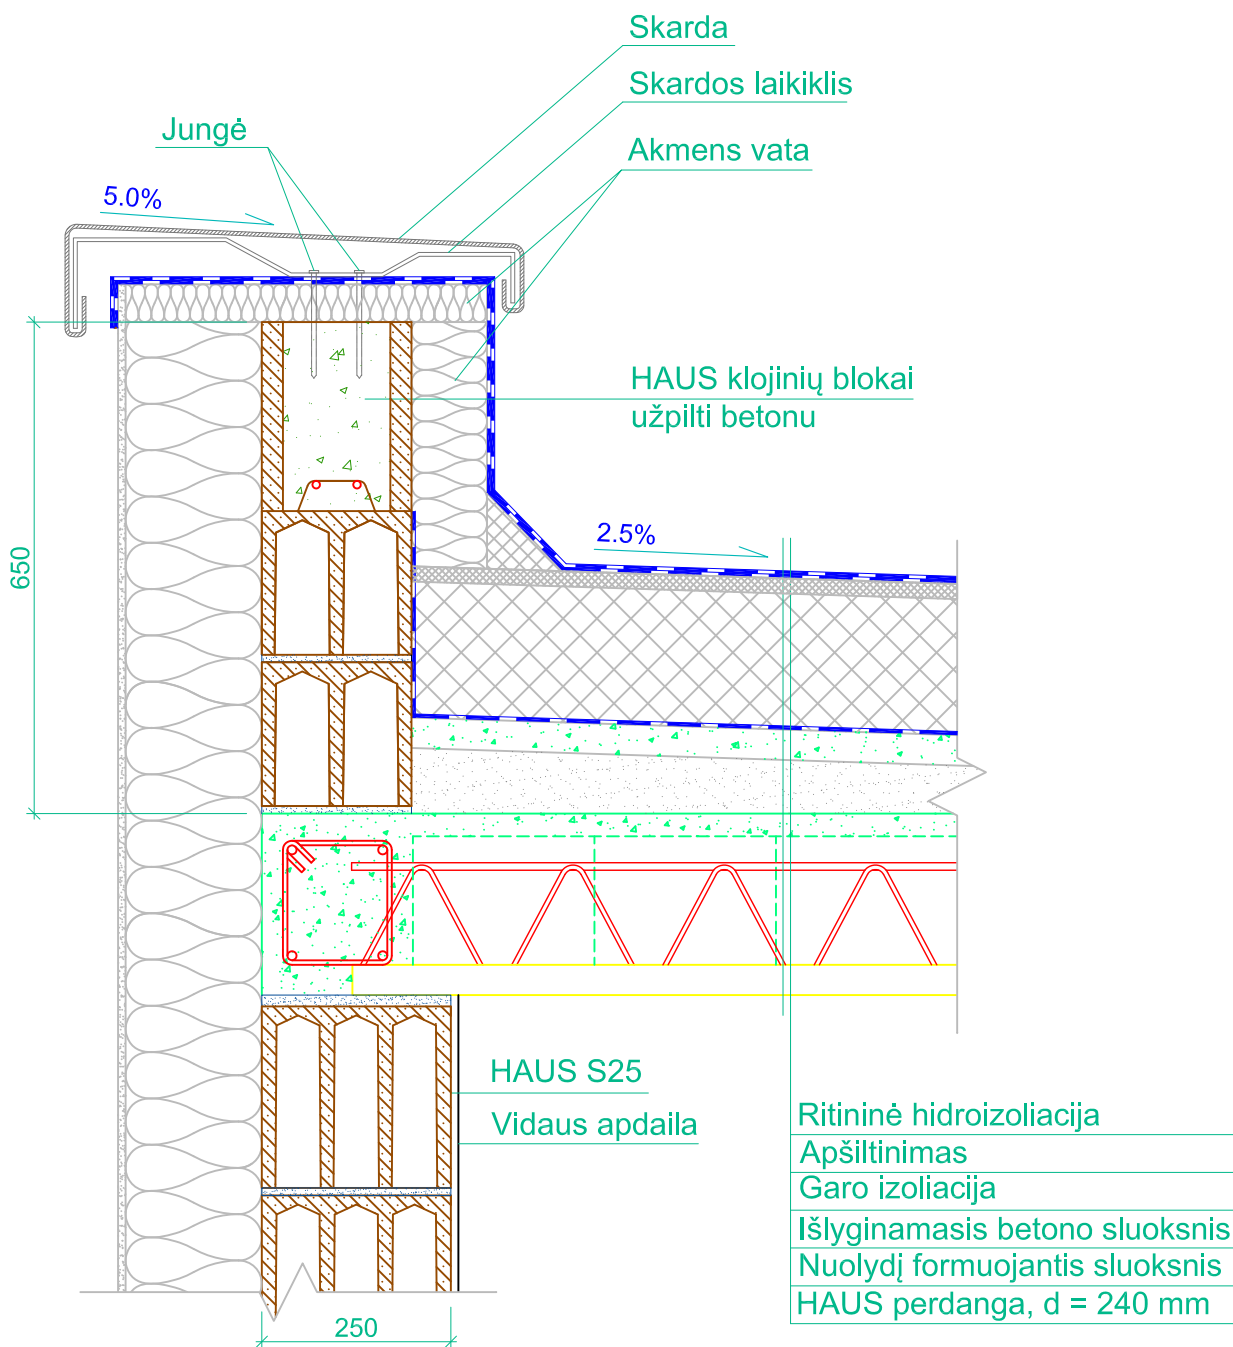 Skarda
Skardos laikiklis
Jungė
Akmens vata
5.0%
HAUS klojinių blokai
užpilti betonu
2.5%
650
HAUS S25
Vidaus apdaila
Ritininė hidroizoliacija
Apšiltinimas
Garo izoliacija
Išlyginamasis betono sluoksnis
Nuolydį formuojantis sluoksnis
HAUS perdanga, d = 240 mm
250